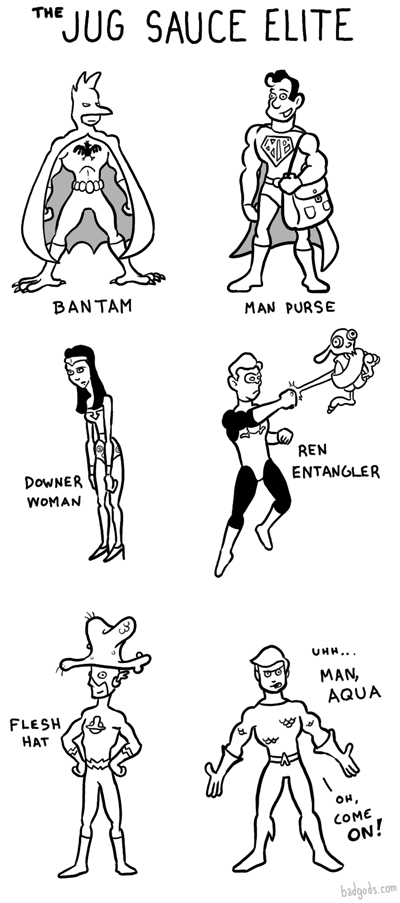 THE JUG SAUCE ELITE
BANTAM
MAN PURSE
DOWNER
WOMAN
REN
ENTANGLER
FLESH
HAT
UHH...
MAN,
AQUA
OH,
COME
ON!
badgods.com